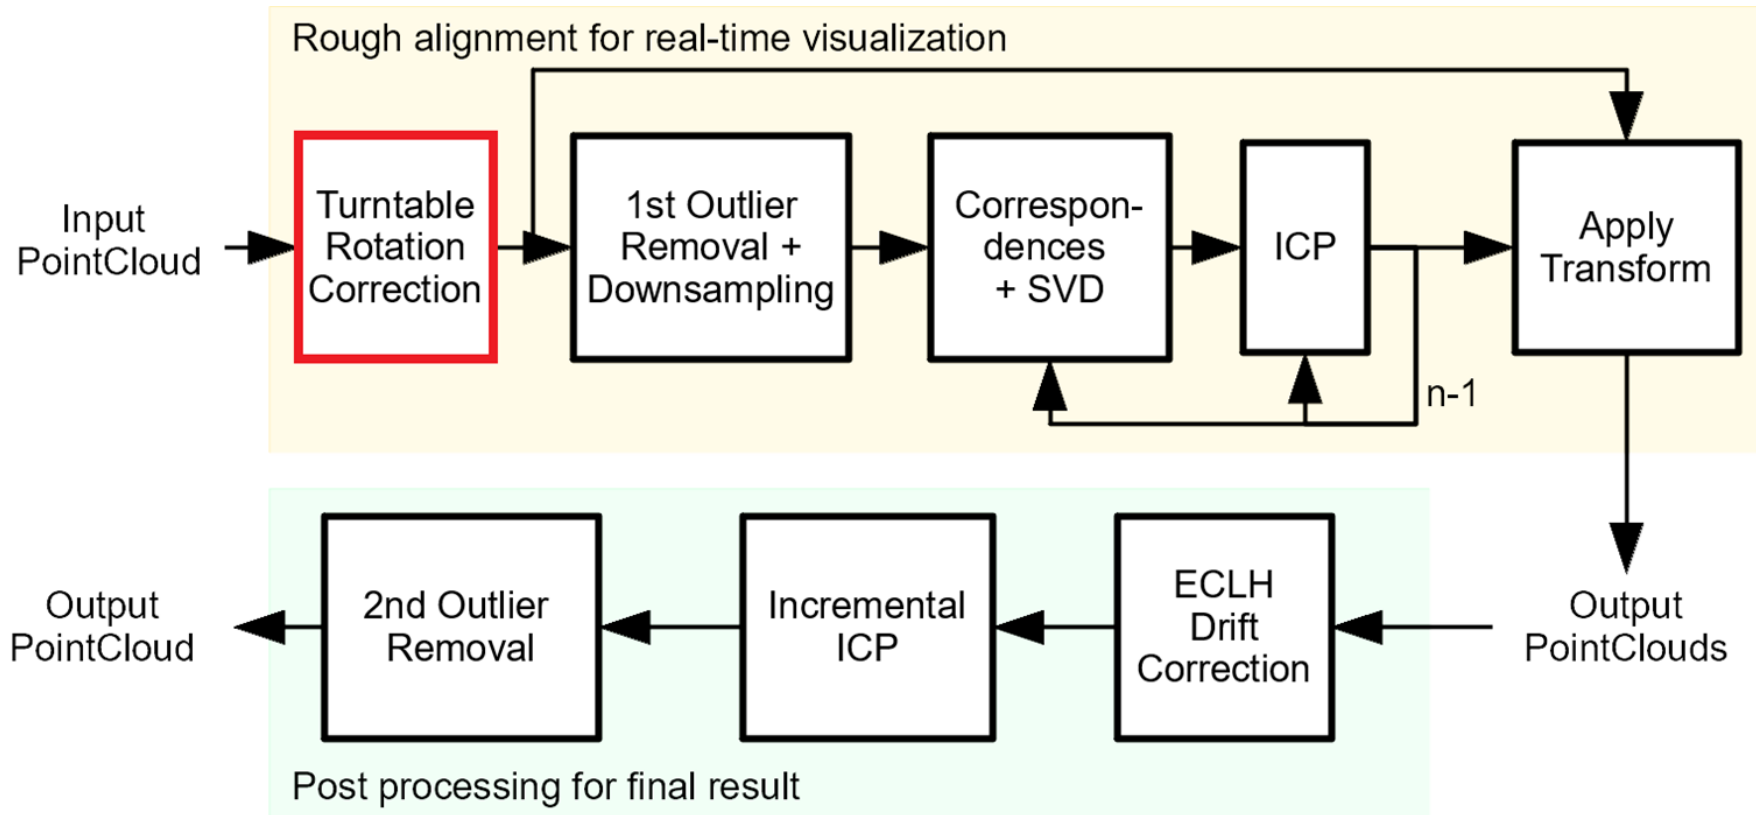 Rough alignment for real-time visualization
Input
PointCloud
Turntable
Rotation
Correction
1st Outlier
Removal +
Downsampling
Correspon-
dences
+ SVD
ICP
n-1
Apply
Transform
Output
PointClouds
ECLH
Drift
Correction
Incremental
ICP
2nd Outlier
Removal
Output
PointCloud
Post processing for final result